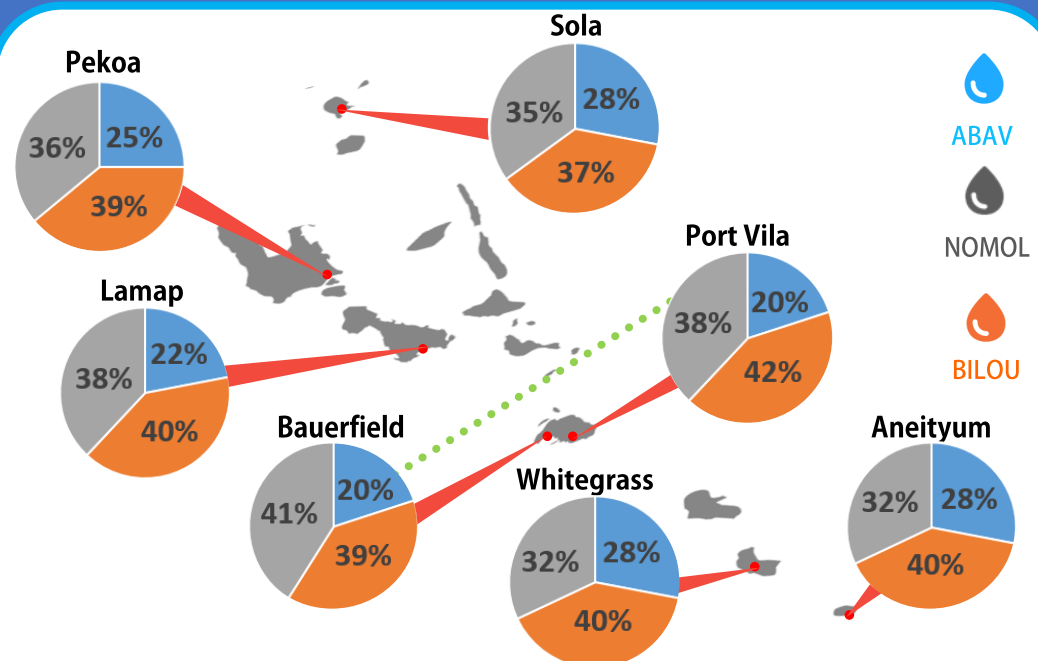 Sola
35%
28%
37%
Pekoa
36%
25%
39%
ABAV
NOMOL
BILOU
Port Vila
38%
20%
42%
Lamap
38%
22%
40%
Bauerfield
41%
20%
39%
Whitegrass
32%
28%
40%
Aneityum
32%
28%
40%